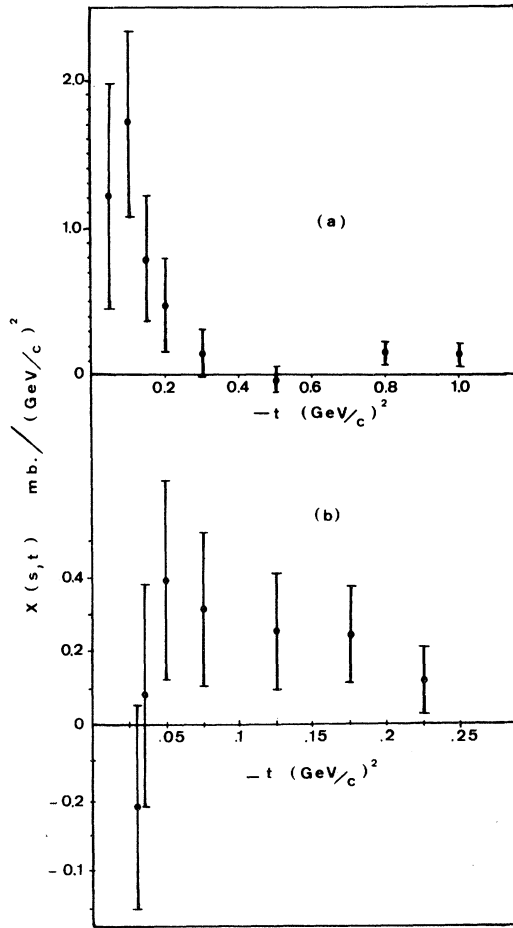 2.0
1.0
0
(a)
0.2 0.4 0.6 0.8 1.0
—t (GeV/c)²
X (s,t) mb./(GeV/c)²
(b)
0.4
0.2
0
.05 .1 .15 .2 .25
—t (GeV/c)²
-0.2
-0.1